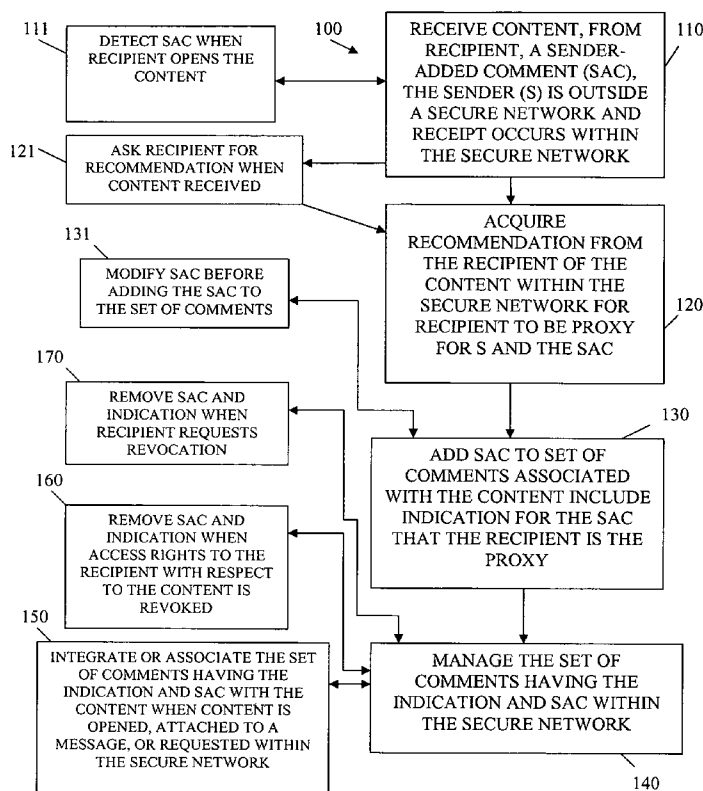 111
DETECT SAC WHEN
RECIPIENT OPENS THE
CONTENT
100
RECEIVE CONTENT, FROM
RECIPIENT, A SENDER-
ADDED COMMENT (SAC),
THE SENDER (S) IS OUTSIDE
A SECURE NETWORK AND
RECEIPT OCCURS WITHIN
THE SECURE NETWORK
110
121
ASK RECIPIENT FOR
RECOMMENDATION WHEN
CONTENT RECEIVED
ACQUIRE
RECOMMENDATION FROM
THE RECIPIENT OF THE
CONTENT WITHIN THE
SECURE NETWORK FOR
RECIPIENT TO BE PROXY
FOR S AND THE SAC
120
131
MODIFY SAC BEFORE
ADDING THE SAC TO
THE SET OF COMMENTS
170
REMOVE SAC AND
INDICATION WHEN
RECIPIENT REQUESTS
REVOCATION
130
ADD SAC TO SET OF
COMMENTS ASSOCIATED
WITH THE CONTENT INCLUDE
INDICATION FOR THE SAC
THAT THE RECIPIENT IS THE
PROXY
160
REMOVE SAC AND
INDICATION WHEN
ACCESS RIGHTS TO THE
RECIPIENT WITH RESPECT
TO THE CONTENT IS
REVOKED
150
INTEGRATE OR ASSOCIATE THE SET
OF COMMENTS HAVING THE
INDICATION AND SAC WITH THE
CONTENT WHEN CONTENT IS
OPENED, ATTACHED TO A
MESSAGE, OR REQUESTED WITHIN
THE SECURE NETWORK
MANAGE THE SET OF
COMMENTS HAVING THE
INDICATION AND SAC WITHIN
THE SECURE NETWORK
140